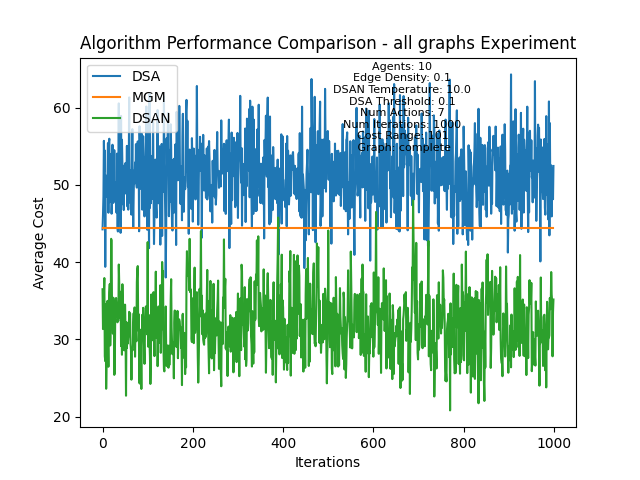 Algorithm Performance Comparison - all graphs Experiment
DSA
MGM
DSAN
Agents: 10
Edge Density: 0.1
DSAN Temperature: 10.0
DSA Threshold: 0.1
Num Actions: 7
Num Iterations: 1000
Cost Range: 101
Graph: complete
Average Cost
60
50
40
30
20
0
200
400
600
800
1000
Iterations